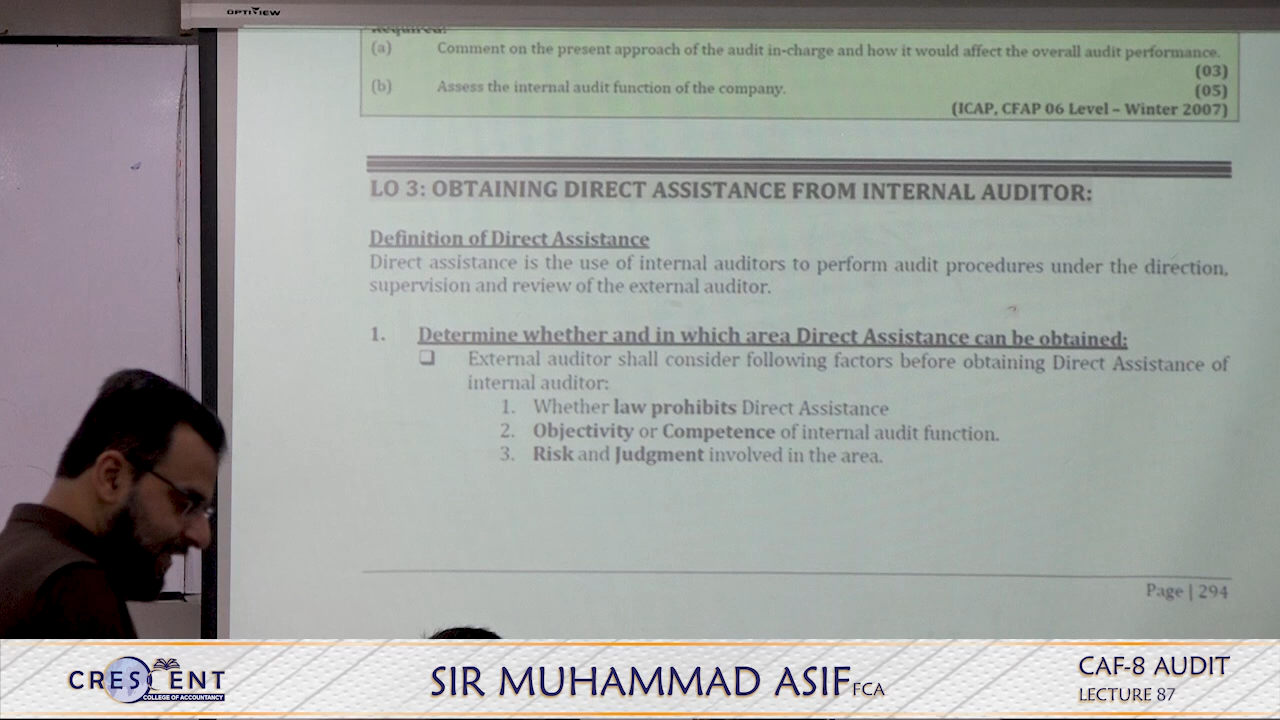 OPTIVIEW
Required:
(a) Comment on the present approach of the audit in-charge and how it would affect the overall audit performance.
(03)
(b) Assess the internal audit function of the company.
(05)
(ICAP, CFAP 06 Level – Winter 2007)
LO 3: OBTAINING DIRECT ASSISTANCE FROM INTERNAL AUDITOR:
Definition of Direct Assistance
Direct assistance is the use of internal auditors to perform audit procedures under the direction,
supervision and review of the external auditor.
1. Determine whether and in which area Direct Assistance can be obtained:
❑ External auditor shall consider following factors before obtaining Direct Assistance of
internal auditor:
1. Whether law prohibits Direct Assistance
2. Objectivity or Competence of internal audit function.
3. Risk and Judgment involved in the area.
Page | 294
CRESCENT
COLLEGE OF ACCOUNTANCY
SIR MUHAMMAD ASIF FCA
CAF-8 AUDIT
LECTURE 87